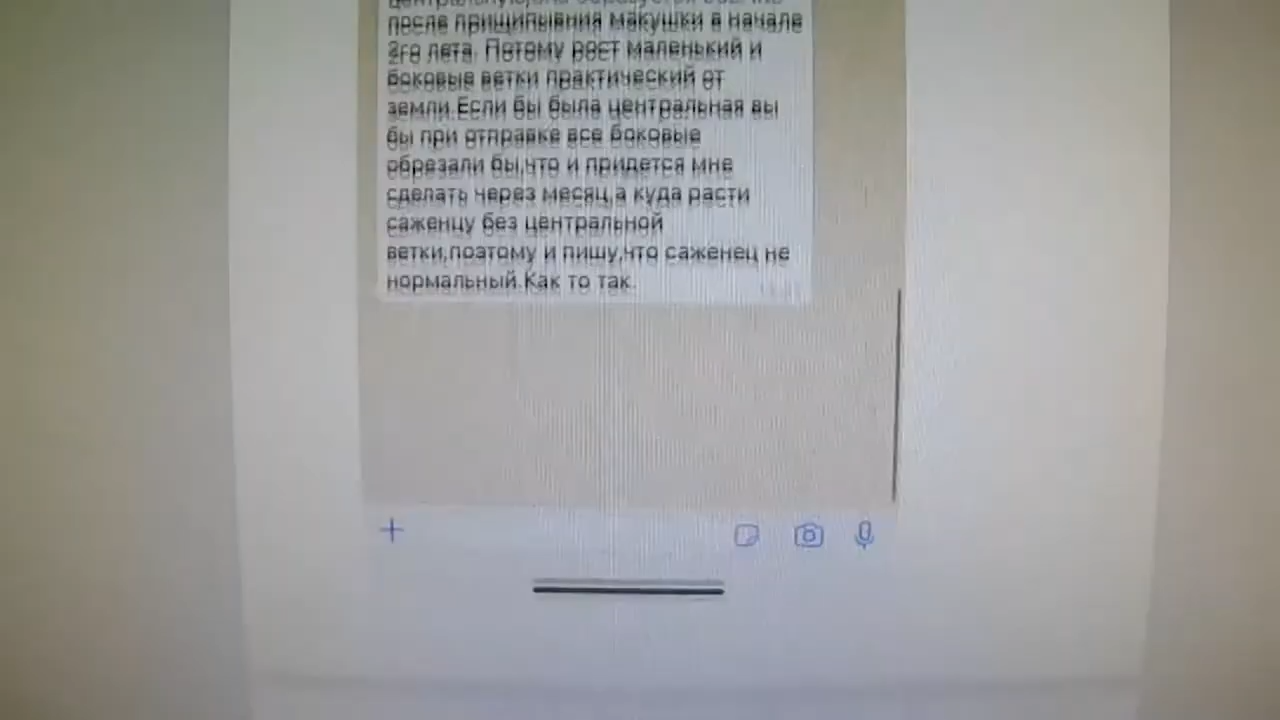 после прищипывния макушки в начале
2го лета. Потому рост маленький и
боковые ветки практический от
земли.Если бы была центральная вы
бы при отправке все боковые
обрезали бы,что и придется мне
сделать через месяц,а куда расти
саженцу без центральной
ветки,поэтому и пишу,что саженец не
нормальный.Как то так.